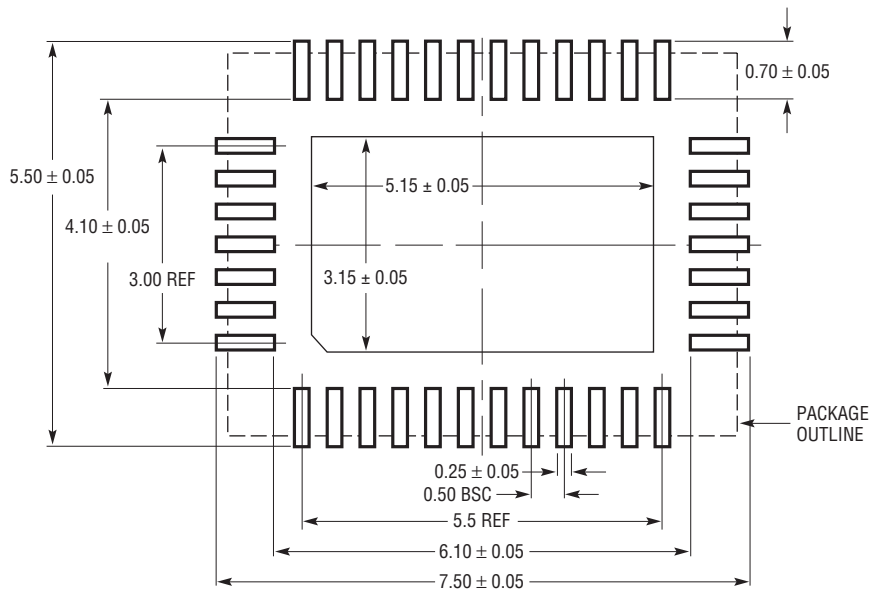 0.70 ± 0.05
5.50 ± 0.05
5.15 ± 0.05
4.10 ± 0.05
3.00 REF
3.15 ± 0.05
PACKAGE
OUTLINE
0.25 ± 0.05
0.50 BSC
5.5 REF
6.10 ± 0.05
7.50 ± 0.05